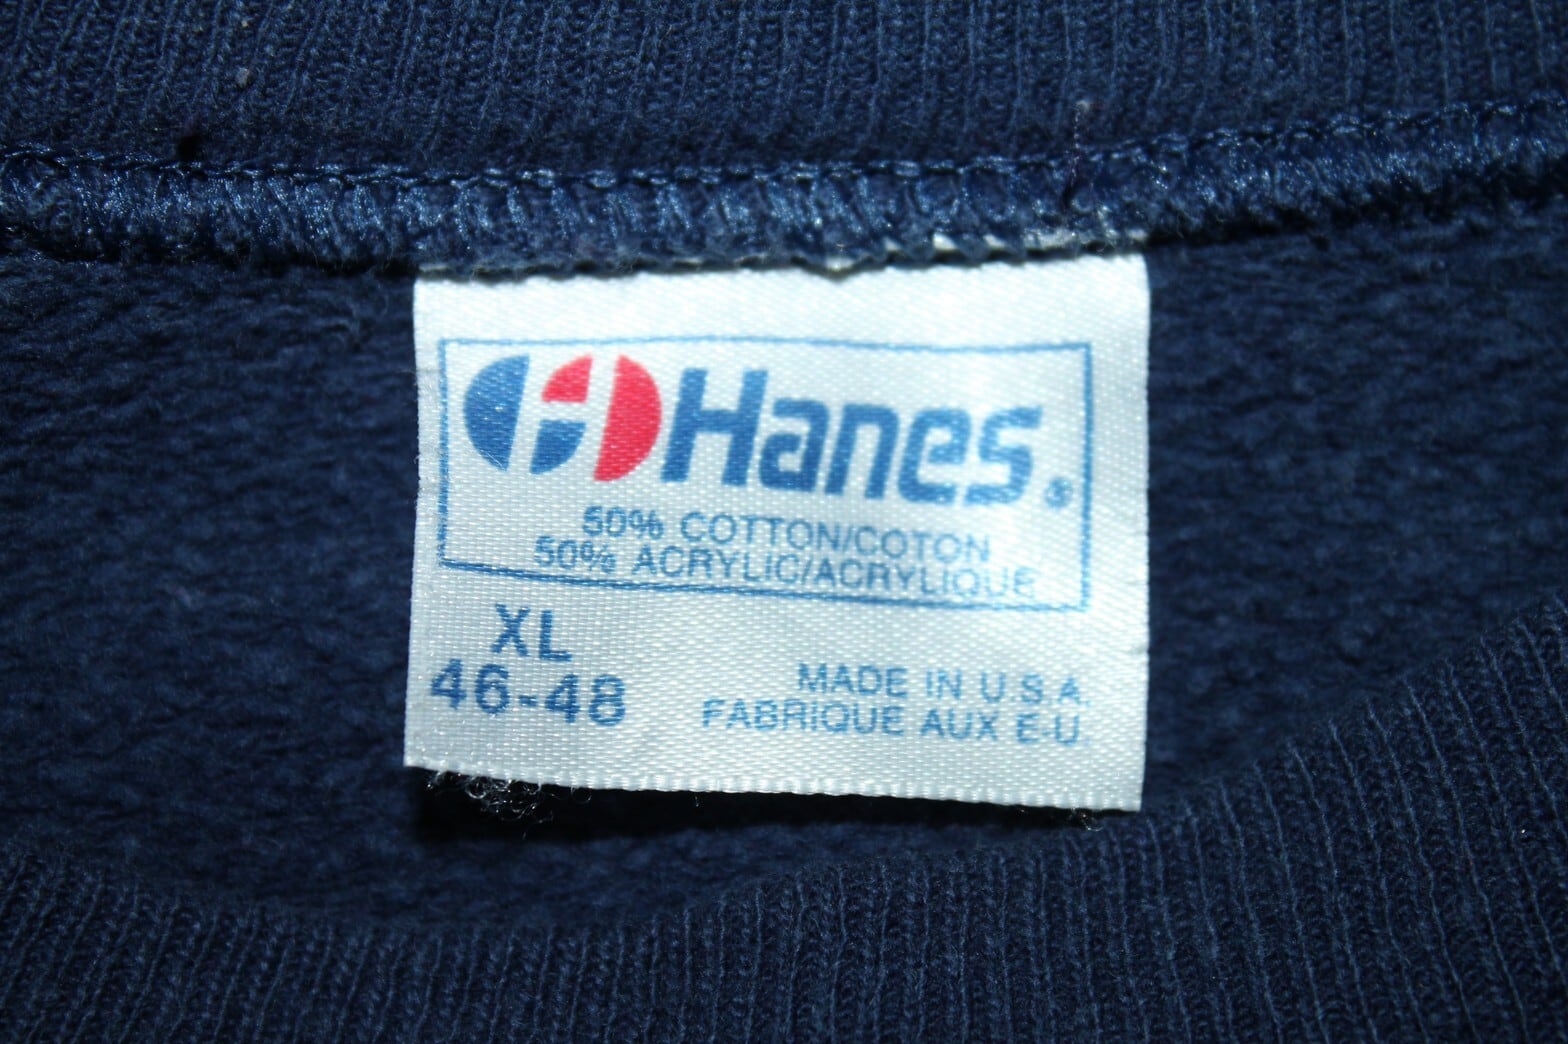 Hanes®
50% COTTON/COTON
50% ACRYLIC/ACRYLIQUE
XL
46-48
MADE IN U.S.A.
FABRIQUE AUX E-U